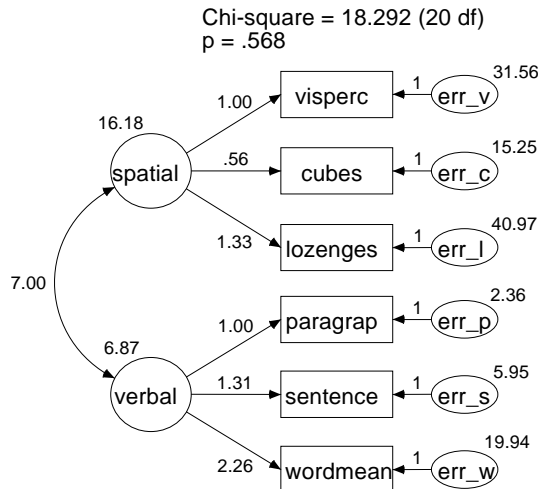 Chi-square = 18.292 (20 df)
p = .568
31.56
1.00
visperc
1
err_v
16.18
15.25
spatial
.56
cubes
1
err_c
40.97
1.33
lozenges
1
err_l
7.00
2.36
1.00
paragrap
1
err_p
6.87
5.95
verbal
1.31
sentence
1
err_s
19.94
2.26
wordmean
1
err_w